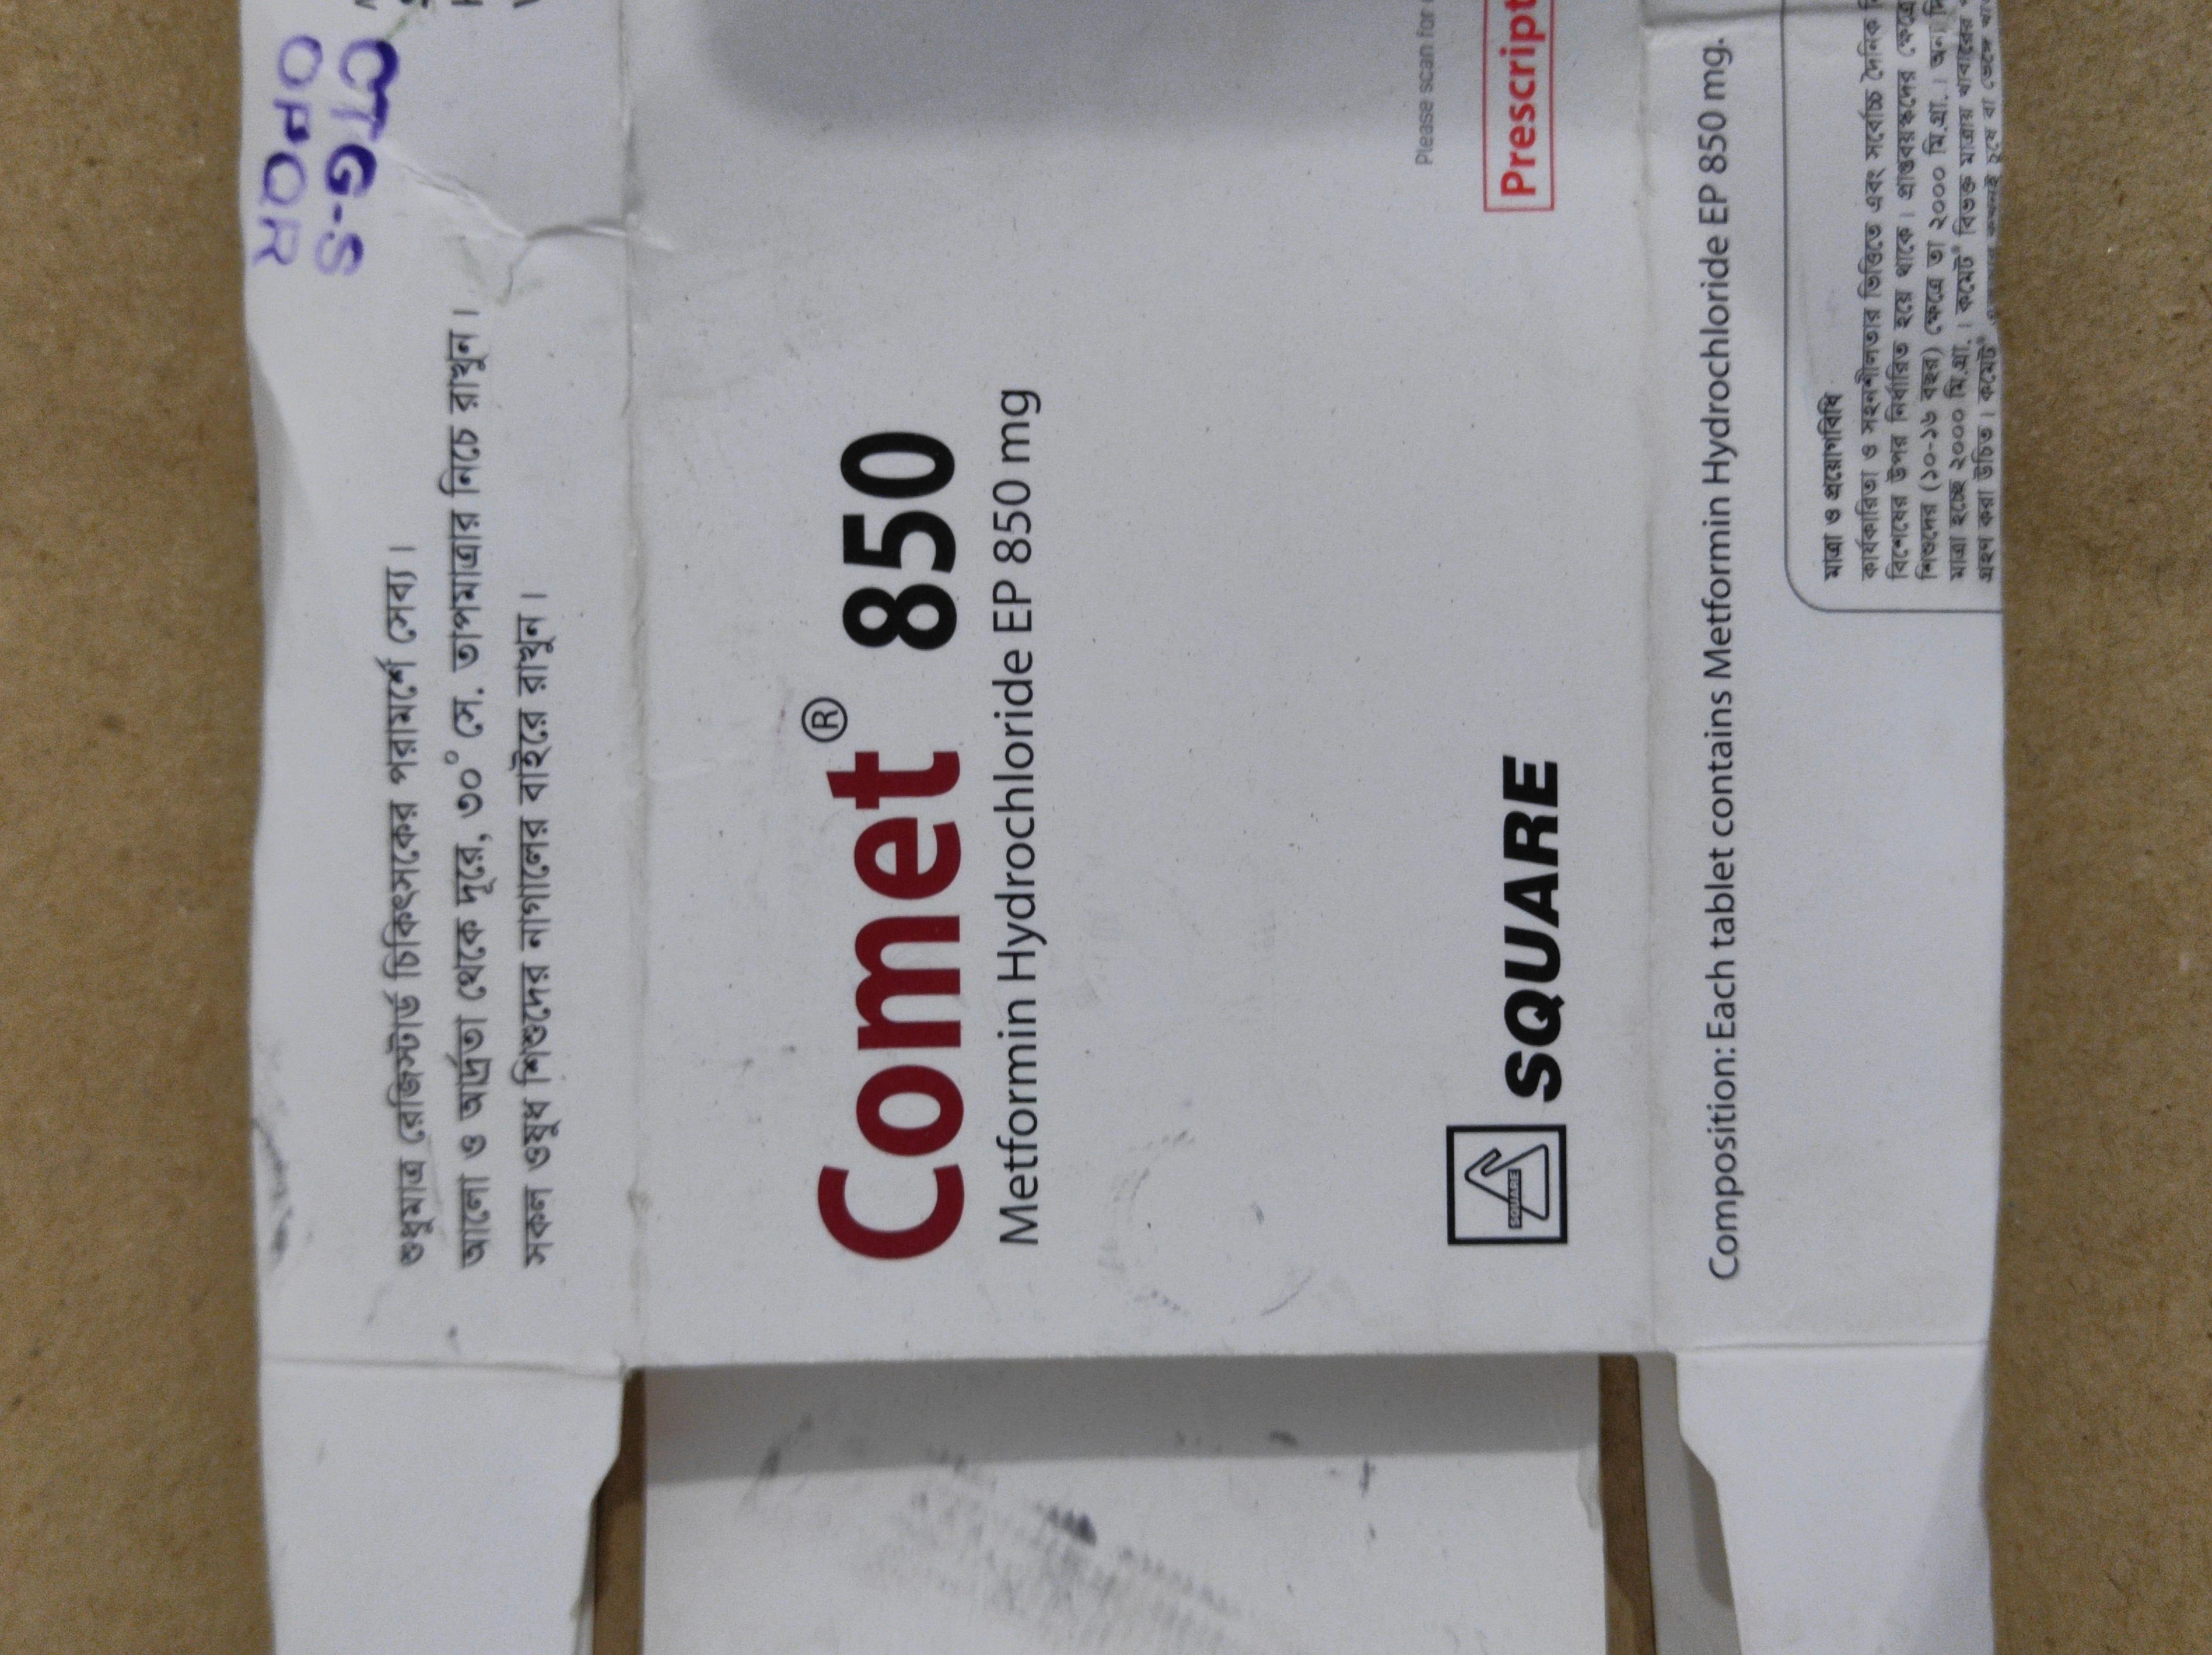 OPQR
CTG-S
শুধুমাত্র রেজিস্টার্ড চিকিৎসকের পরামর্শে সেব্য।
আলো ও আর্দ্রতা থেকে দূরে, ৩০° সে. তাপমাত্রার নিচে রাখুন।
সকল ওষুধ শিশুদের নাগালের বাইরে রাখুন।
Comet® 850
Metformin Hydrochloride EP 850 mg
Please scan for
SQUARE
SQUARE
Prescript
Composition: Each tablet contains Metformin Hydrochloride EP 850 mg.
মাত্রা ও প্রয়োগবিধি
কার্যকারিতা ও সহনশীলতার ভিত্তিতে এবং সর্বোচ্চ দৈনিক
বিশেষের উপর নির্ধারিত হয়ে থাকে। প্রাপ্তবয়স্কদের ক্ষেত্রে
শিশুদের (১০-১৬ বছর) ক্ষেত্রে তা ২০০০ মি.গ্রা.। অন্য
মাত্রা হচ্ছে ২০০০ মি.গ্রা.। কমেট® বিভক্ত মাত্রায় খাবারের
গ্রহণ করা উচিত। কমেট® চুষে বা ভেঙ্গে